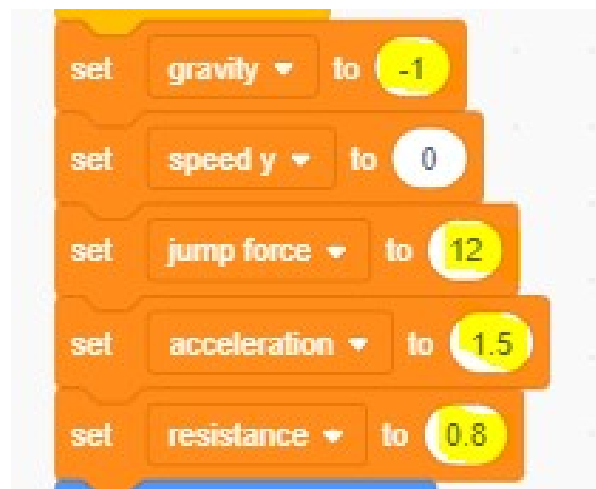 set gravity to -1
set speed y to 0
set jump force to 12
set acceleration to 1.5
set resistance to 0.8